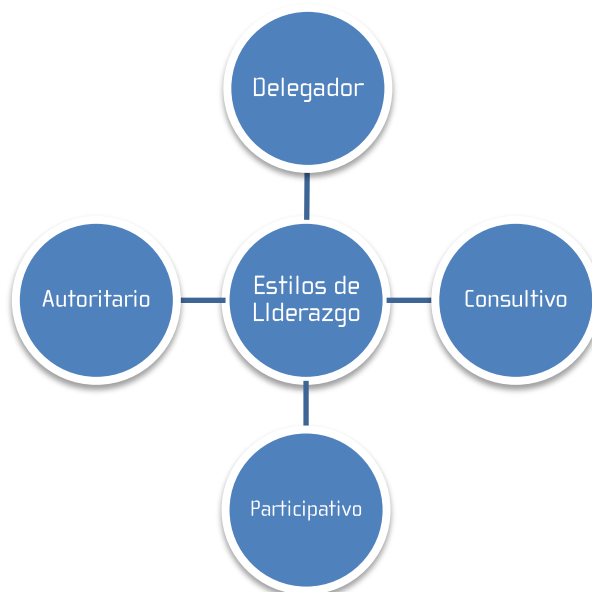 Delegador
Autoritario
Estilos de
LIderazgo
Consultivo
Participativo